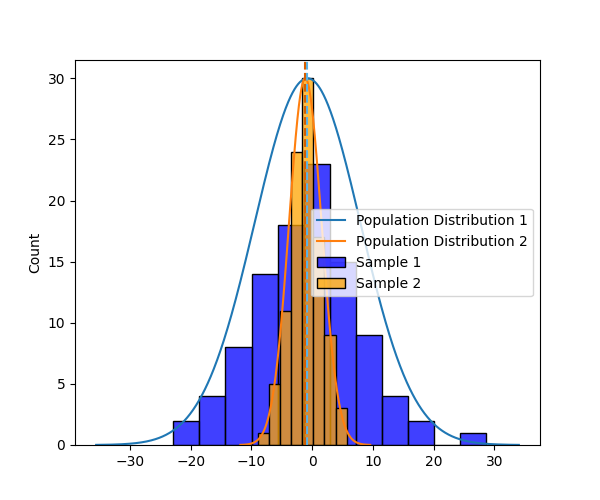 30
25
20
15
10
5
0
Count
Population Distribution 1
Population Distribution 2
Sample 1
Sample 2
−30 −20 −10 0 10 20 30